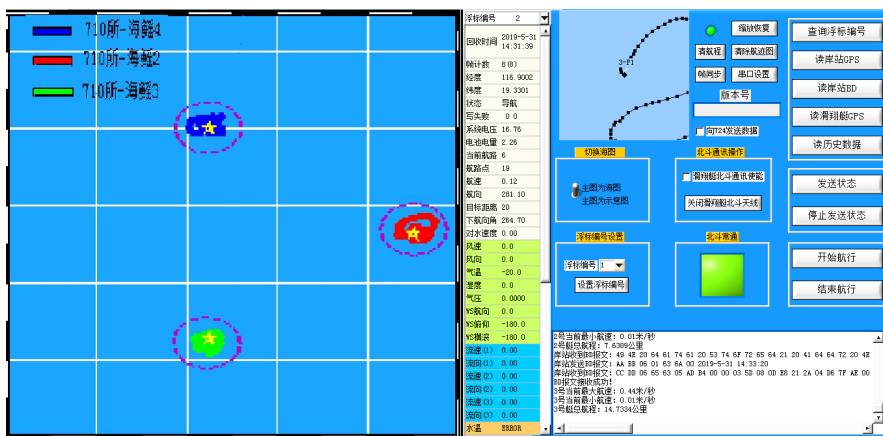 710所-海鳐4
710所-海鳐2
710所-海鳐3
浮标编号 2
回收时间 2019-5-31 14:31:39
帧计数 8(8)
经度 116.9002
纬度 19.3301
状态 导航
写失败 0 0
系统电压 16.76
电池电量 2.26
当前航路 6
航路点 19
航速 0.12
航向 281.10
目标距离 20
下航向角 264.70
对水速度 0.00
风速 0.0
风向 0.0
气温 -20.0
湿度 0.0
气压 0.0000
WS航向 0.0
WS俯仰 -180.0
WS横滚 -180.0
流速(1) 0.00
流向(1) 0.00
流速(2) 0.00
流向(2) 0.00
流速(3) 0.00
流向(3) 0.00
水温 ERROR
3-P1
缩放恢复
清航程 清除航迹图
帧同步 串口设置
版本号
向724发送数据
切换海图
主图为海图
主图为示意图
北斗通讯操作
滑翔艇北斗通讯使能
关闭滑翔艇北斗天线
浮标编号设置
浮标编号 1
设置浮标编号
北斗常通
查询浮标编号
读岸站GPS
读岸站BD
读滑翔艇GPS
读历史数据
发送状态
停止发送状态
开始航行
结束航行
2号当前最小航速: 0.01米/秒
2号艇总航程: 7.6389公里
岸站收到BD报文: 49 4E 20 64 61 74 61 20 53 74 6F 72 65 64 21 20 41 64 64 72 20 4E
岸站发送BD报文: AA BB 06 01 63 6A 00 2019-5-31 14:33:20
岸站收到BD报文: CC DD 06 65 63 05 AD B4 00 00 03 5D 08 0D E8 21 2A 04 D6 7F AE 00
BD报文接收成功!
3号当前最大航速: 0.44米/秒
3号当前最小航速: 0.01米/秒
3号艇总航程: 14.7334公里